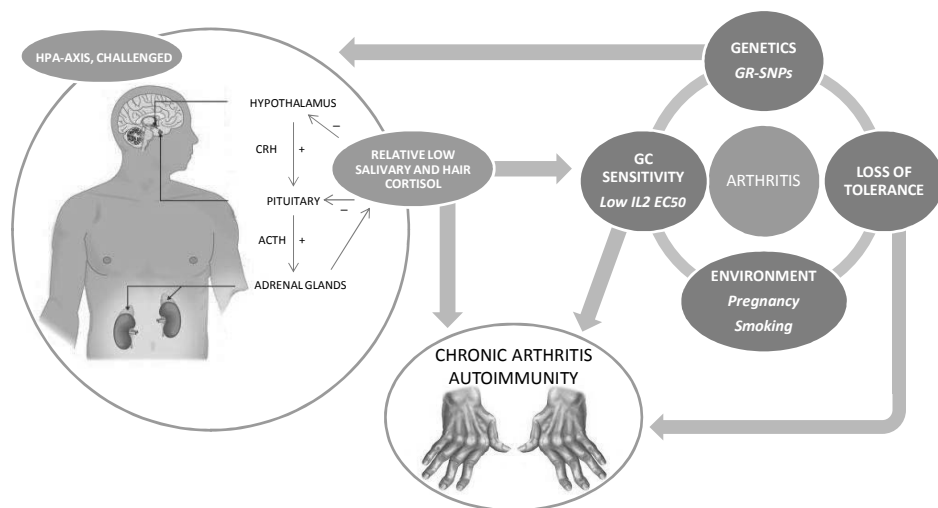 HPA-AXIS, CHALLENGED
HYPOTHALAMUS
–
CRH +
PITUITARY
–
ACTH +
ADRENAL GLANDS
RELATIVE LOW
SALIVARY AND HAIR
CORTISOL
GENETICS
GR-SNPs
GC
SENSITIVITY
Low IL2 EC50
ARTHRITIS
LOSS OF
TOLERANCE
ENVIRONMENT
Pregnancy
Smoking
CHRONIC ARTHRITIS
AUTOIMMUNITY